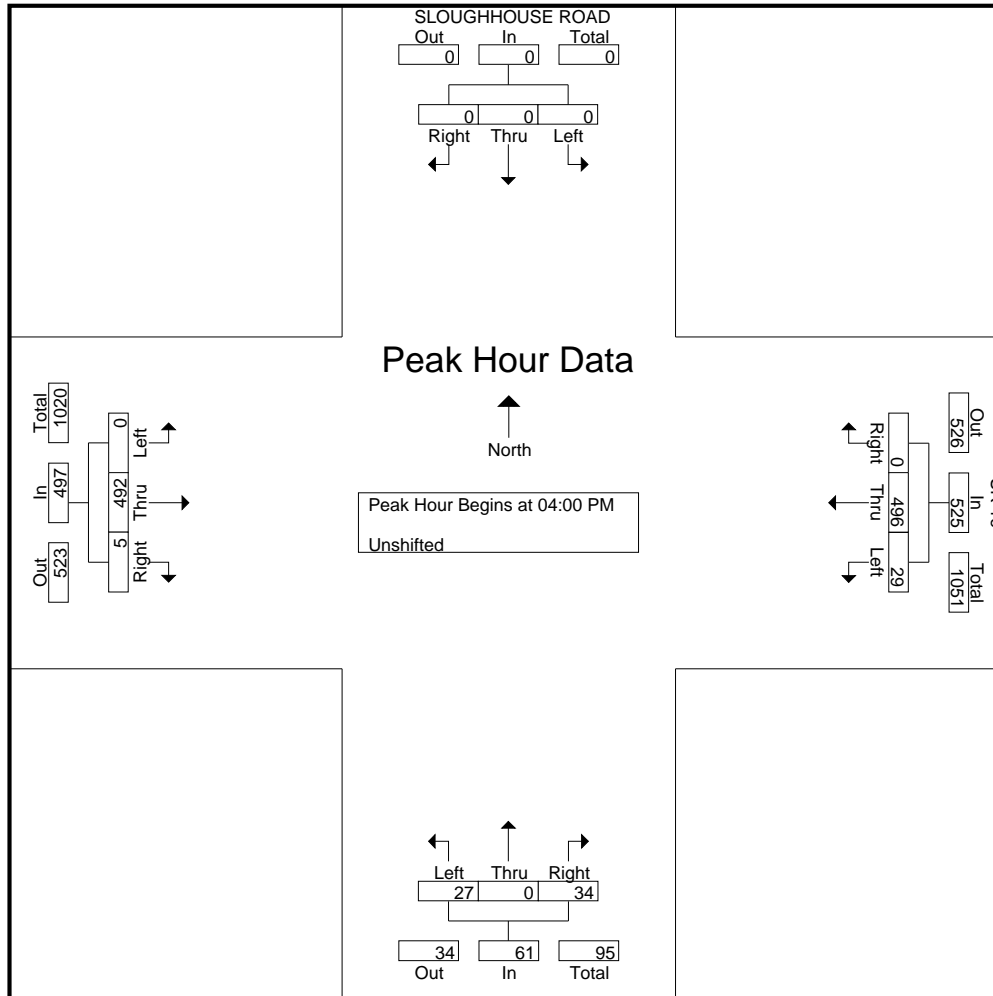 SLOUGHHOUSE ROAD
Out In Total
0 0 0
0 0 0
Right Thru Left
Peak Hour Data
North
Peak Hour Begins at 04:00 PM
Unshifted
Total In Out
1020 497 523
0 492 5
Left Thru Right
Out In Total
526 525 1051
0 496 29
Right Thru Left
Left Thru Right
27 0 34
34 61 95
Out In Total